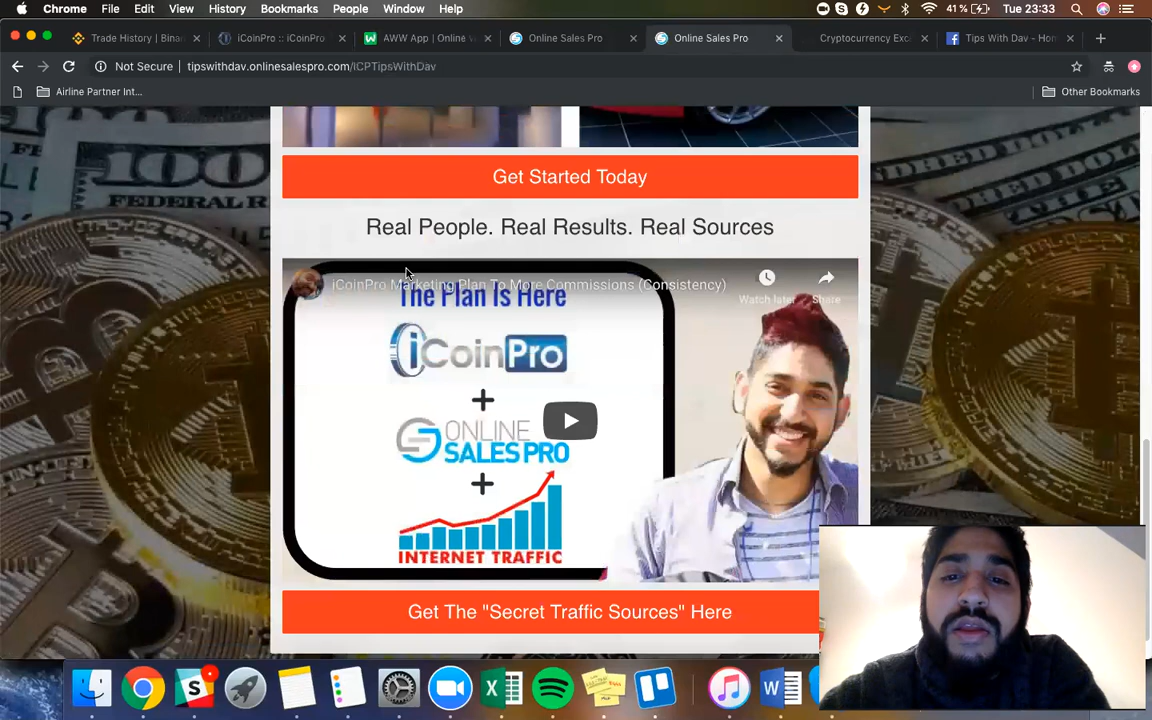 Chrome File Edit View History Bookmarks People Window Help 41% Tue 23:33
Trade History | Binan iCoinPro :: iCoinPro AWW App | Online w Online Sales Pro Online Sales Pro Cryptocurrency Exc Tips With Dav - Hom
Not Secure tipswithdav.onlinesalespro.com/ICPTipsWithDav
Airline Partner Int... Other Bookmarks
100
FEDERAL R
Get Started Today
Real People. Real Results. Real Sources
iCoinPro Marketing Plan To More Commissions (Consistency)
Watch later Share
The Plan Is Here
iCoinPro
+
ONLINE
SALES PRO
+
INTERNET TRAFFIC
Get The "Secret Traffic Sources" Here